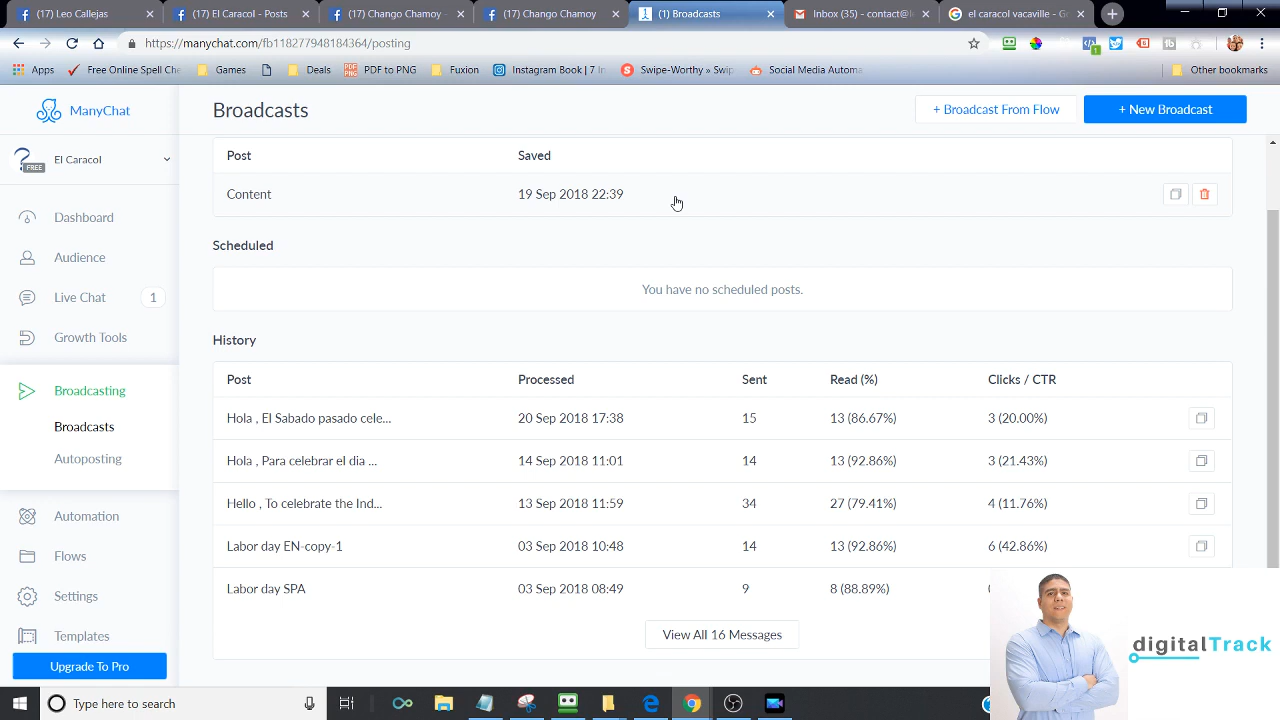 (17) Leo Callejas
(17) El Caracol - Posts
(17) Chango Chamoy -
(17) Chango Chamoy
(1) Broadcasts
Inbox (35) - contact@
el caracol vacaville - G
https://manychat.com/fb118277948184364/posting
Apps
Free Online Spell Che
Games
Deals
PDF to PNG
Fuxion
Instagram Book | 7 In
Swipe-Worthy » Swip
Social Media Automa
Other bookmarks
ManyChat
Broadcasts
+ Broadcast From Flow
+ New Broadcast
FREE
El Caracol
Post Saved
Content 19 Sep 2018 22:39
Dashboard
Audience
Live Chat 1
Growth Tools
Broadcasting
Broadcasts
Autoposting
Automation
Flows
Settings
Templates
Upgrade To Pro
Scheduled
You have no scheduled posts.
History
Post Processed Sent Read (%) Clicks / CTR
Hola , El Sabado pasado cele... 20 Sep 2018 17:38 15 13 (86.67%) 3 (20.00%)
Hola , Para celebrar el dia ... 14 Sep 2018 11:01 14 13 (92.86%) 3 (21.43%)
Hello , To celebrate the Ind... 13 Sep 2018 11:59 34 27 (79.41%) 4 (11.76%)
Labor day EN-copy-1 03 Sep 2018 10:48 14 13 (92.86%) 6 (42.86%)
Labor day SPA 03 Sep 2018 08:49 9 8 (88.89%)
View All 16 Messages
digitalTrack
Type here to search